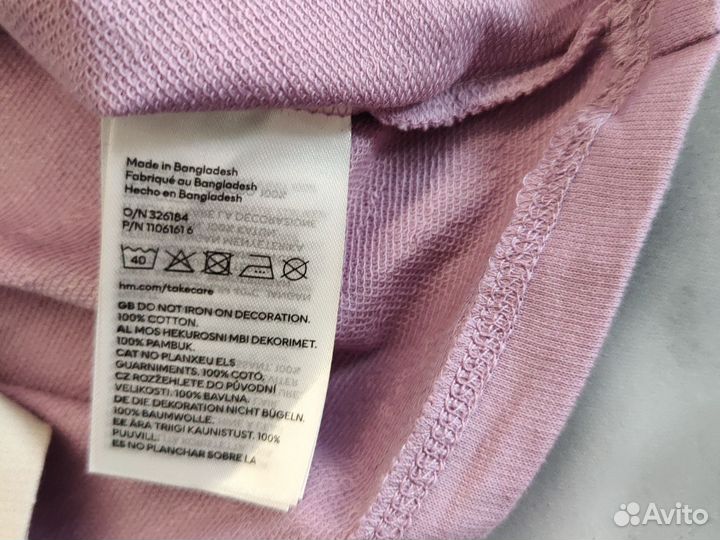 Made in Bangladesh
Fabriqué au Bangladesh
Hecho en Bangladesh
O/N 326184
P/N 11061616
40
hm.com/takecare
GB DO NOT IRON ON DECORATION.
100% COTTON.
AL MOS HEKUROSNI MBI DEKORIMET.
100% PAMBUK.
CAT NO PLANXEU ELS
GUARNIMENTS. 100% COTÓ.
CZ ROZŽEHLETE DO PŮVODNÍ
VELIKOSTI. 100% BAVLNA.
DE DIE DEKORATION NICHT BÜGELN.
100% BAUMWOLLE.
EE ÄRA TRIIGI KAUNISTUST. 100%
PUUVILL.
ES NO PLANCHAR SOBRE LA
Avito